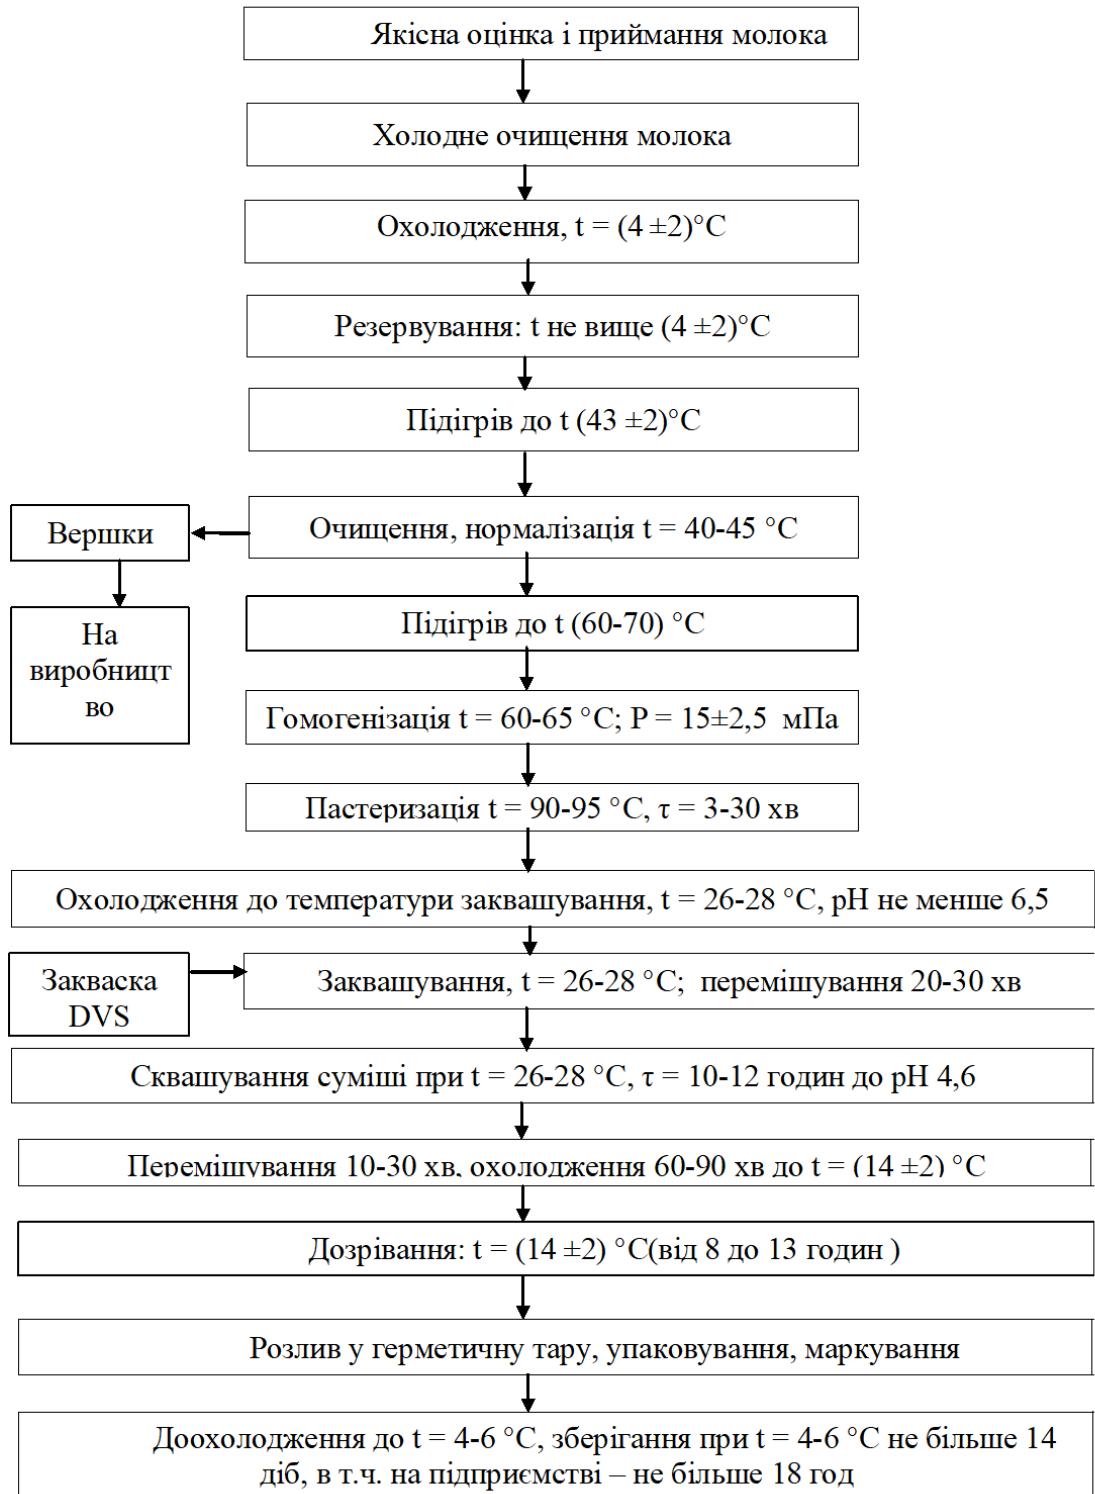 Якісна оцінка і приймання молока
Холодне очищення молока
Охолодження, t = (4 ±2)°С
Резервування: t не вище (4 ±2)°С
Підігрів до t (43 ±2)°С
Вершки
Очищення, нормалізація t = 40-45 °С
На
виробницт
во
Підігрів до t (60-70) °С
Гомогенізація t = 60-65 °С; Р = 15±2,5 мПа
Пастеризація t = 90-95 °С, τ = 3-30 хв
Охолодження до температури заквашування, t = 26-28 °С, рН не менше 6,5
Закваска
DVS
Заквашування, t = 26-28 °С; перемішування 20-30 хв
Сквашування суміші при t = 26-28 °С, τ = 10-12 годин до рН 4,6
Перемішування 10-30 хв, охолодження 60-90 хв до t = (14 ±2) °С
Дозрівання: t = (14 ±2) °С(від 8 до 13 годин )
Розлив у герметичну тару, упаковування, маркування
Доохолодження до t = 4-6 °С, зберігання при t = 4-6 °С не більше 14
діб, в т.ч. на підприємстві – не більше 18 год